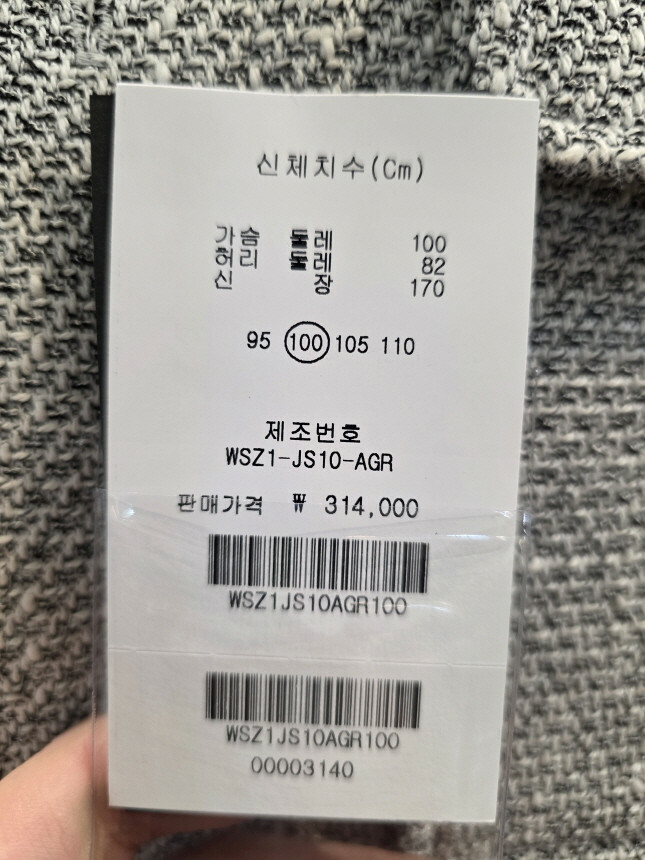 신체치수(Cm)
가슴 둘레 100
허리 둘레 82
신 장 170
95 100 105 110
제조번호
WSZ1-JS10-AGR
판매가격 ₩ 314,000
WSZ1JS10AGR100
WSZ1JS10AGR100
00003140